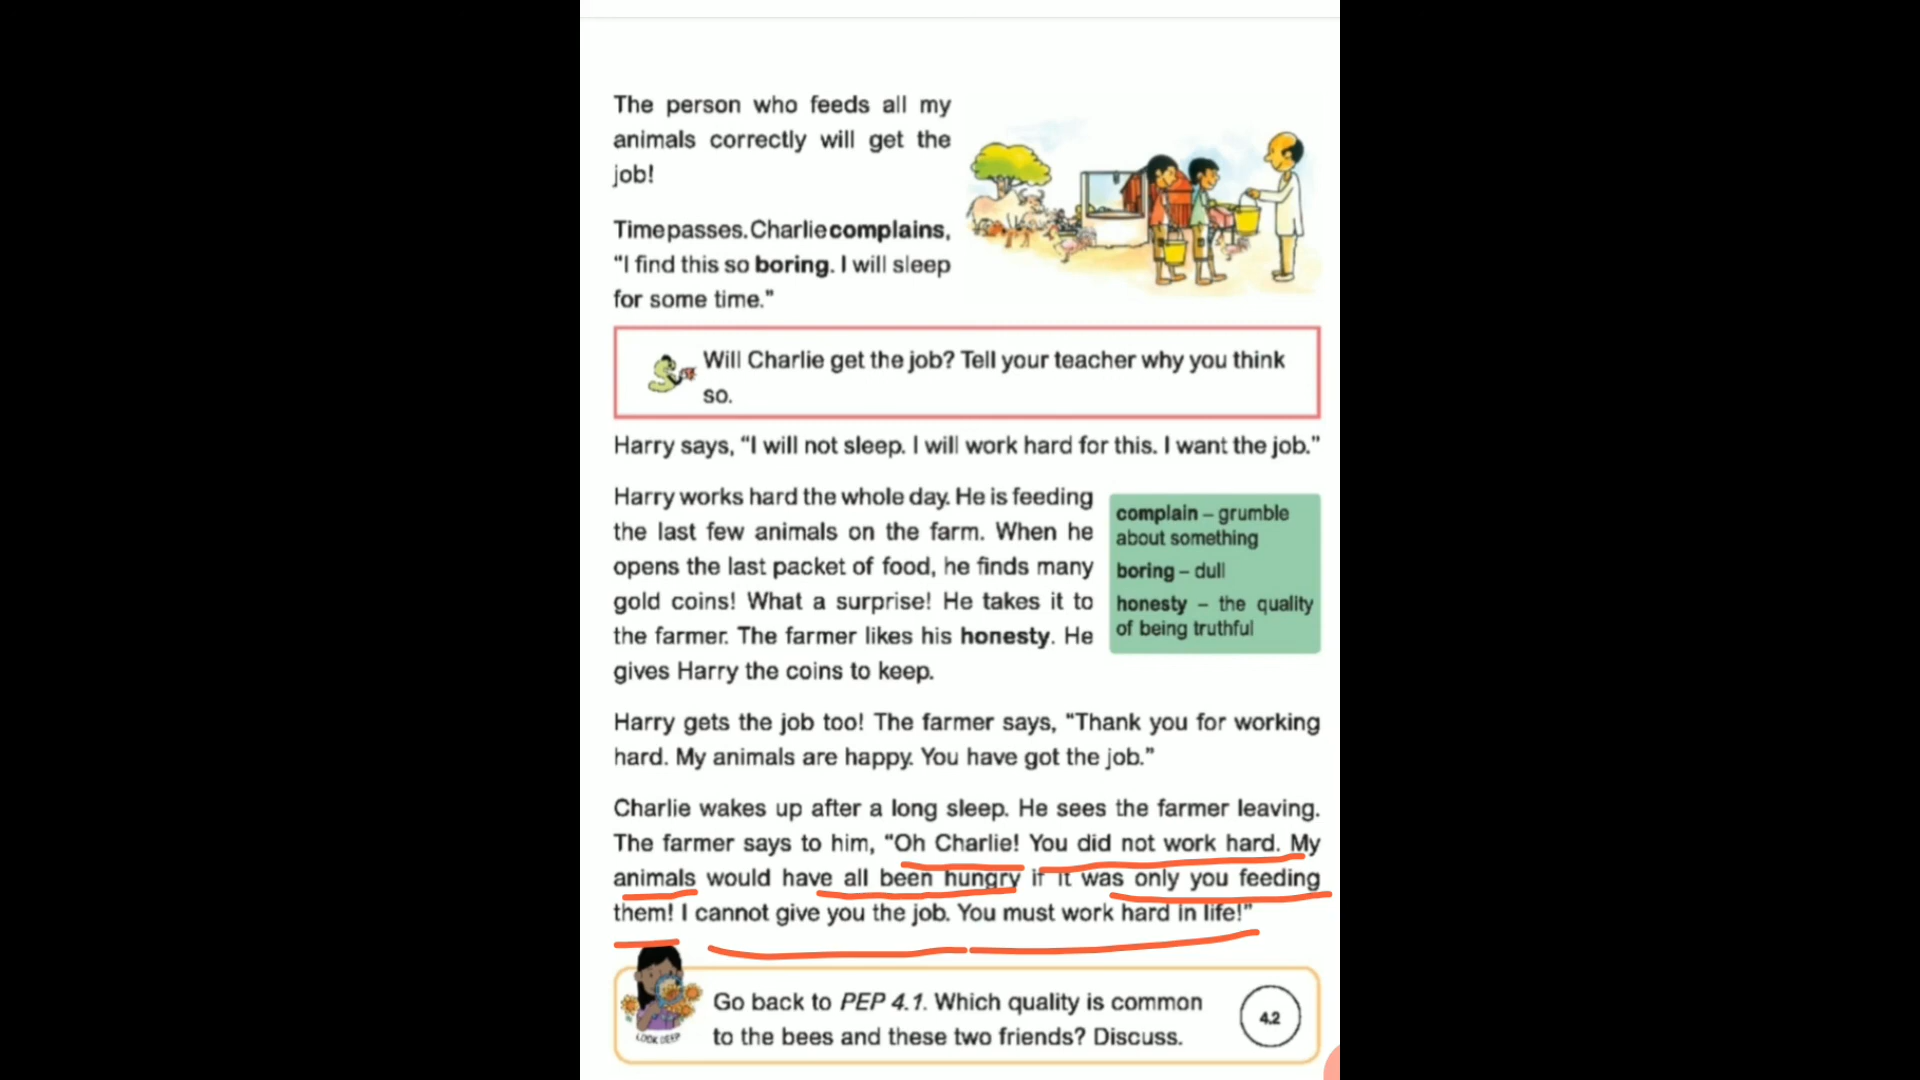 The person who feeds all my
animals correctly will get the
job!
Time passes. Charlie complains,
“I find this so boring. I will sleep
for some time.”
Will Charlie get the job? Tell your teacher why you think
so.
Harry says, “I will not sleep. I will work hard for this. I want the job.”
Harry works hard the whole day. He is feeding
the last few animals on the farm. When he
opens the last packet of food, he finds many
gold coins! What a surprise! He takes it to
the farmer. The farmer likes his honesty. He
gives Harry the coins to keep.
complain – grumble
about something
boring – dull
honesty – the quality
of being truthful
Harry gets the job too! The farmer says, “Thank you for working
hard. My animals are happy. You have got the job.”
Charlie wakes up after a long sleep. He sees the farmer leaving.
The farmer says to him, “Oh Charlie! You did not work hard. My
animals would have all been hungry if it was only you feeding
them! I cannot give you the job. You must work hard in life!”
LOOK DEEP
Go back to PEP 4.1. Which quality is common
to the bees and these two friends? Discuss.
4.2